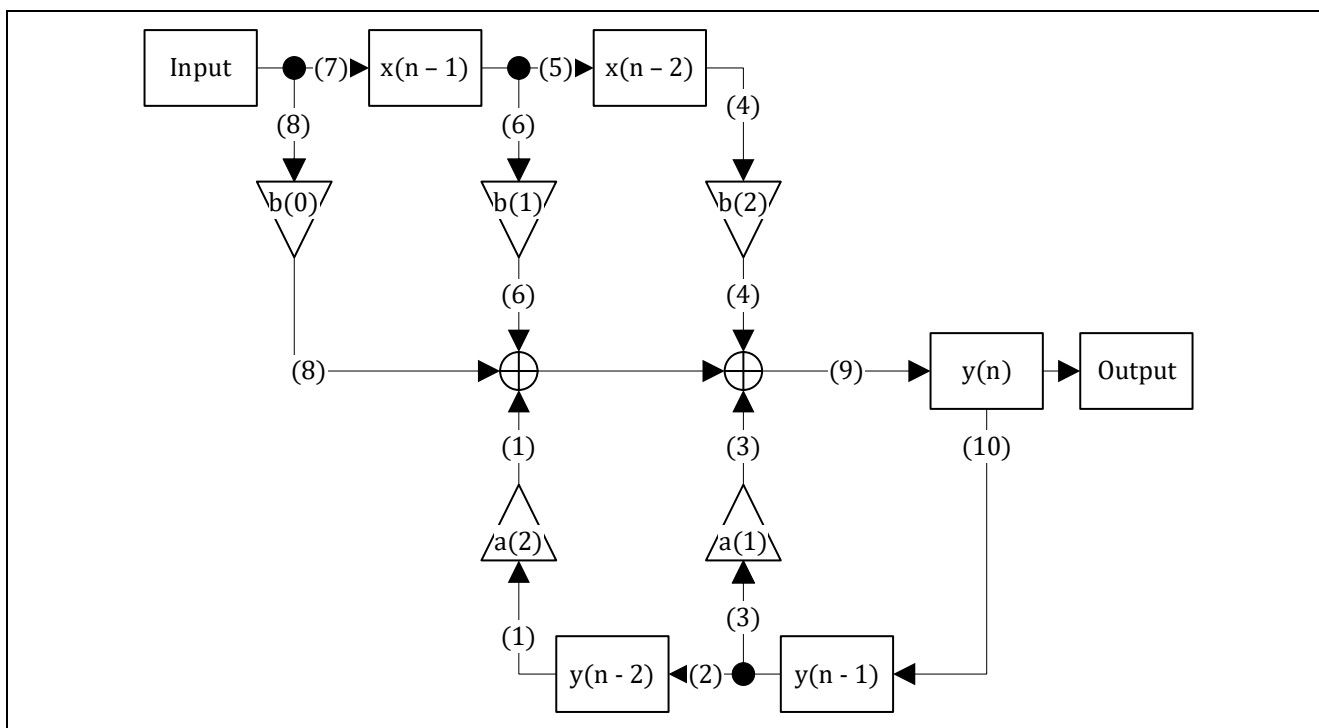 Input (7) x(n – 1) (5) x(n – 2)
(8) (6) (4)
b(0) b(1) b(2)
(6) (4)
(8) (9) y(n) Output
(1) (3) (10)
a(2) a(1)
(1) (3)
y(n - 2) (2) y(n - 1)